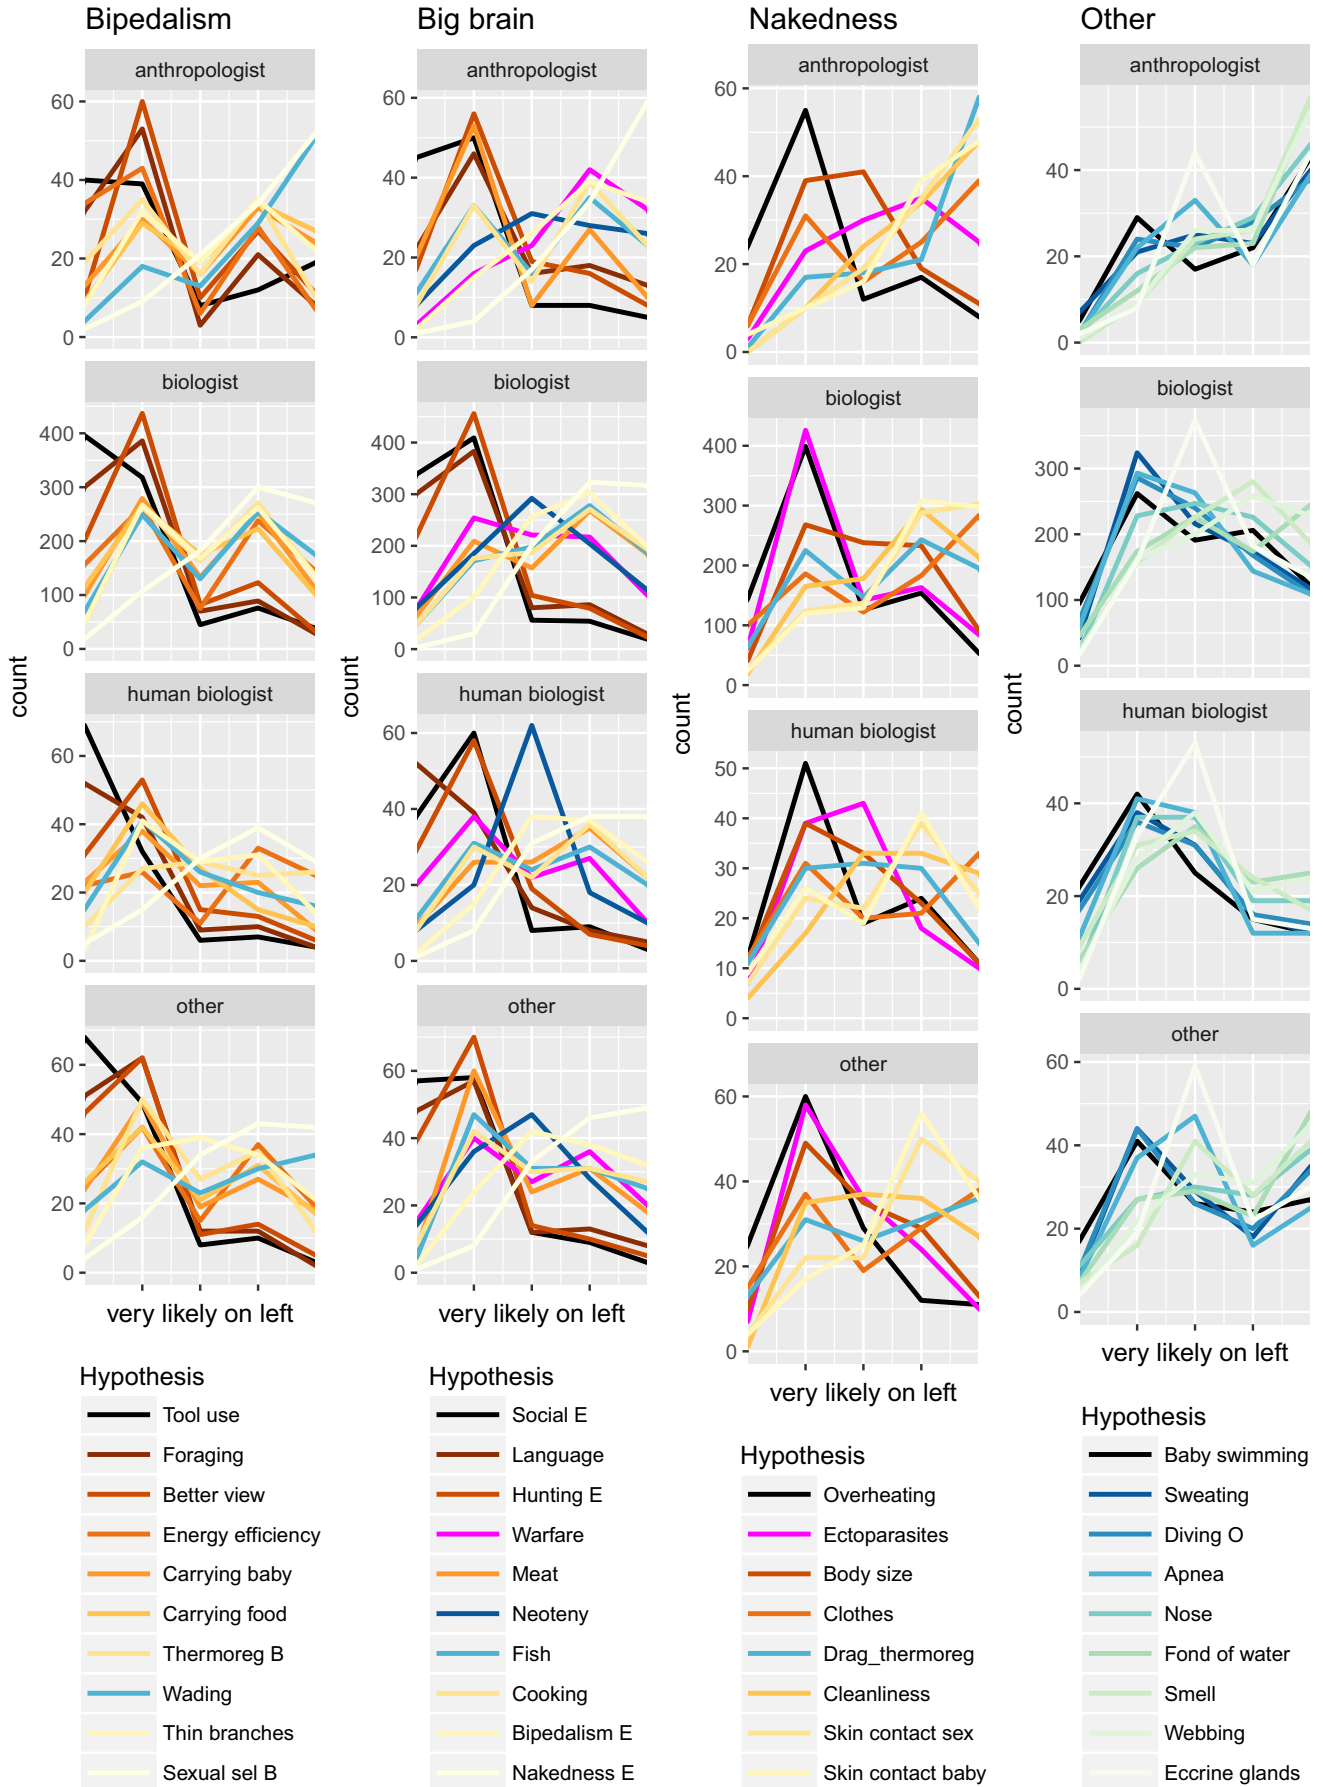 Bipedalism
anthropologist
60
40
20
0
biologist
400
300
200
100
0
human biologist
60
40
20
0
other
60
40
20
0
count
very likely on left
Hypothesis
Tool use
Foraging
Better view
Energy efficiency
Carrying baby
Carrying food
Thermoreg B
Wading
Thin branches
Sexual sel B
Big brain
anthropologist
60
40
20
0
biologist
400
300
200
100
0
human biologist
60
40
20
0
other
60
40
20
0
count
very likely on left
Hypothesis
Social E
Language
Hunting E
Warfare
Meat
Neoteny
Fish
Cooking
Bipedalism E
Nakedness E
Nakedness
anthropologist
60
40
20
0
biologist
400
300
200
100
0
human biologist
50
40
30
20
10
0
other
60
40
20
0
count
very likely on left
Hypothesis
Overheating
Ectoparasites
Body size
Clothes
Drag_thermoreg
Cleanliness
Skin contact sex
Skin contact baby
Other
anthropologist
40
20
0
biologist
300
200
100
0
human biologist
40
20
0
other
60
40
20
0
count
very likely on left
Hypothesis
Baby swimming
Sweating
Diving O
Apnea
Nose
Fond of water
Smell
Webbing
Eccrine glands